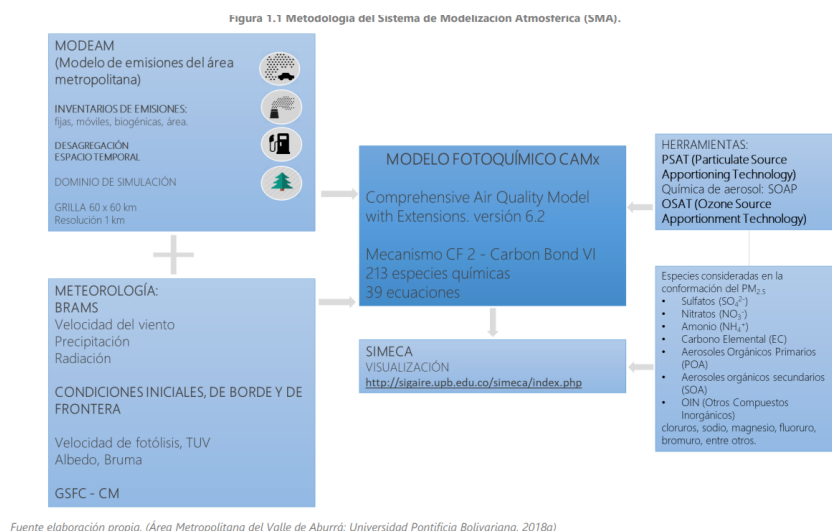 Figura 1.1 Metodología del Sistema de Modelización Atmosférica (SMA).
MODEAM
(Modelo de emisiones del área
metropolitana)
INVENTARIOS DE EMISIONES:
fijas, móviles, biogénicas, área.
DESAGREGACIÓN
ESPACIO TEMPORAL
DOMINIO DE SIMULACIÓN
GRILLA 60 x 60 km
Resolución 1 km
METEOROLOGÍA:
BRAMS
Velocidad del viento
Precipitación
Radiación
CONDICIONES INICIALES, DE BORDE Y DE
FRONTERA
Velocidad de fotólisis, TUV
Albedo, Bruma
GSFC - CM
MODELO FOTOQUÍMICO CAMx
Comprehensive Air Quality Model
with Extensions. versión 6.2
Mecanismo CF 2 - Carbon Bond VI
213 especies químicas
39 ecuaciones
SIMECA
VISUALIZACIÓN
http://sigaire.upb.edu.co/simeca/index.php
HERRAMIENTAS:
PSAT (Particulate Source
Apportioning Technology)
Química de aerosol: SOAP
OSAT (Ozone Source
Apportionment Technology)
Especies consideradas en la
conformación del PM₂.₅
• Sulfatos (SO₄²⁻)
• Nitratos (NO₃⁻)
• Amonio (NH₄⁺)
• Carbono Elemental (EC)
• Aerosoles Orgánicos Primarios
(POA)
• Aerosoles orgánicos secundarios
(SOA)
• OIN (Otros Compuestos
Inorgánicos)
cloruros, sodio, magnesio, fluoruro,
bromuro, entre otros.
Fuente elaboración propia. (Área Metropolitana del Valle de Aburrá; Universidad Pontificia Bolivariana, 2018a)